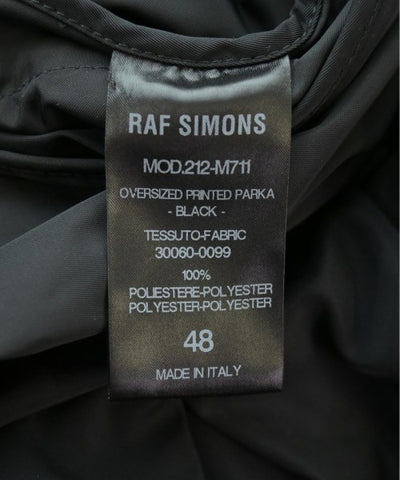 RAF SIMONS
MOD.212-M711
OVERSIZED PRINTED PARKA
- BLACK -
TESSUTO-FABRIC
30060-0099
100%
POLIESTERE-POLYESTER
POLYESTER-POLYESTER
48
MADE IN ITALY